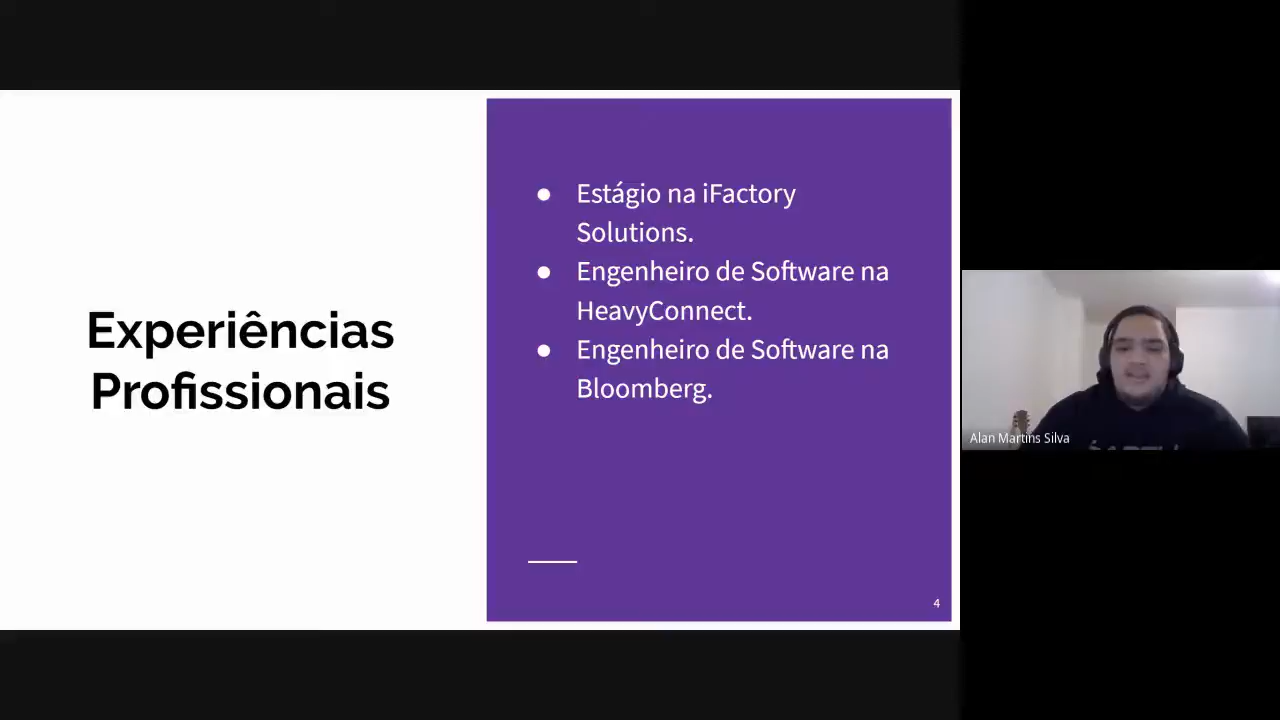 Experiências
Profissionais
● Estágio na iFactory
Solutions.
● Engenheiro de Software na
HeavyConnect.
● Engenheiro de Software na
Bloomberg.
4
Alan Martins Silva